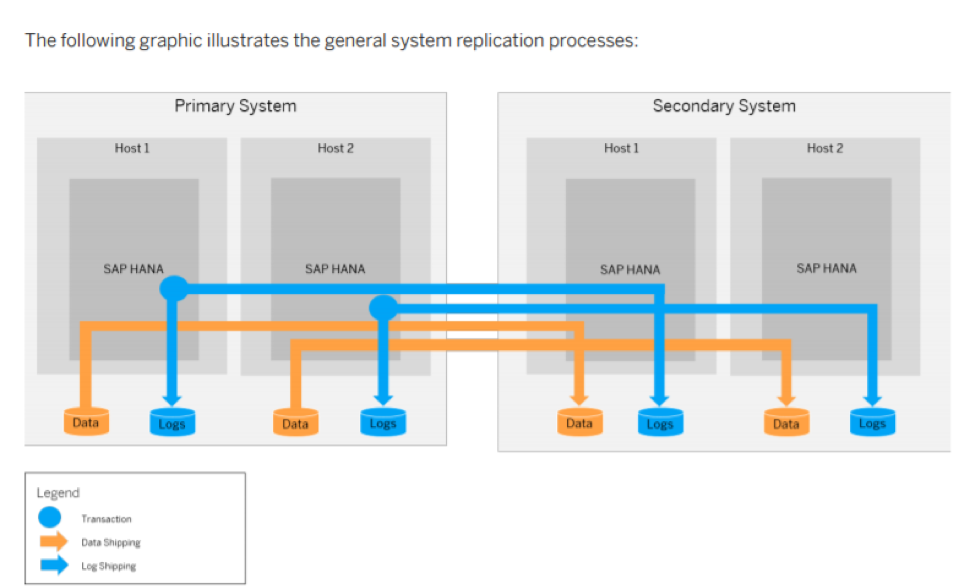 The following graphic illustrates the general system replication processes:
Primary System
Secondary System
Host 1
Host 2
Host 1
Host 2
SAP HANA
SAP HANA
SAP HANA
SAP HANA
Data
Logs
Data
Logs
Data
Logs
Data
Logs
Legend
Transaction
Data Shipping
Log Shipping